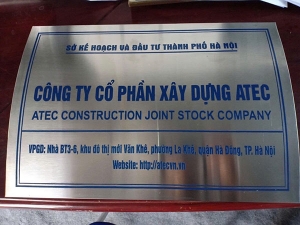 SỞ KẾ HOẠCH VÀ ĐẦU TƯ THÀNH PHỐ HÀ NỘI
CÔNG TY CỔ PHẦN XÂY DỰNG ATEC
ATEC CONSTRUCTION JOINT STOCK COMPANY
VPGD: Nhà BT3-6, khu đô thị mới Văn Khê, phường La Khê, quận Hà Đông, TP. Hà Nội
Website: http://atecvn.vn